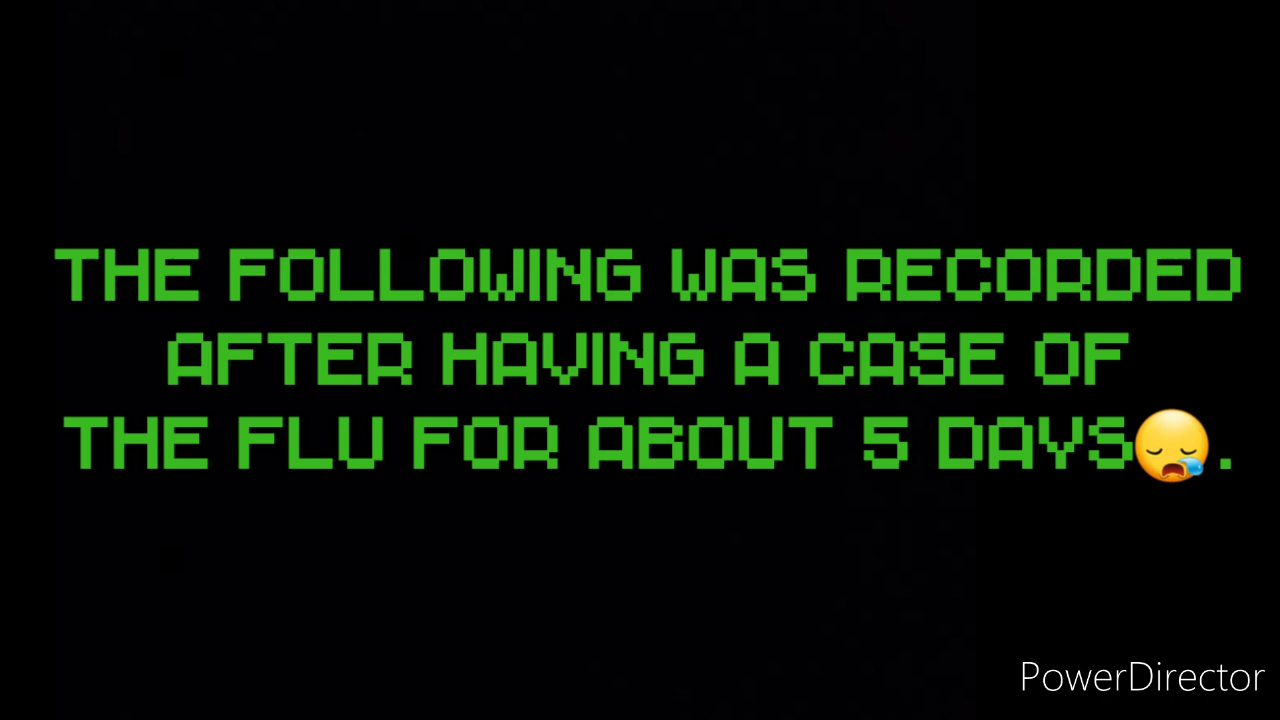 THE FOLLOWING WAS RECORDED
AFTER HAVING A CASE OF
THE FLU FOR ABOUT 5 DAYS😪.
PowerDirector